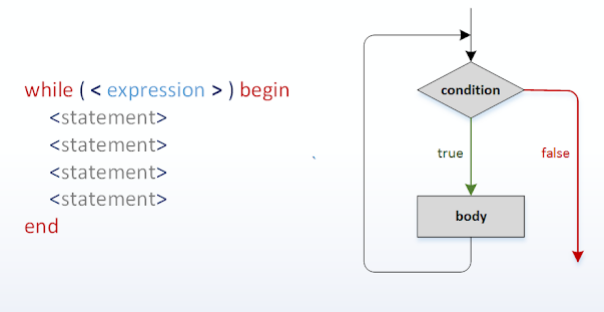 while ( < expression > ) begin
<statement>
<statement>
<statement>
<statement>
end
condition
true
false
body